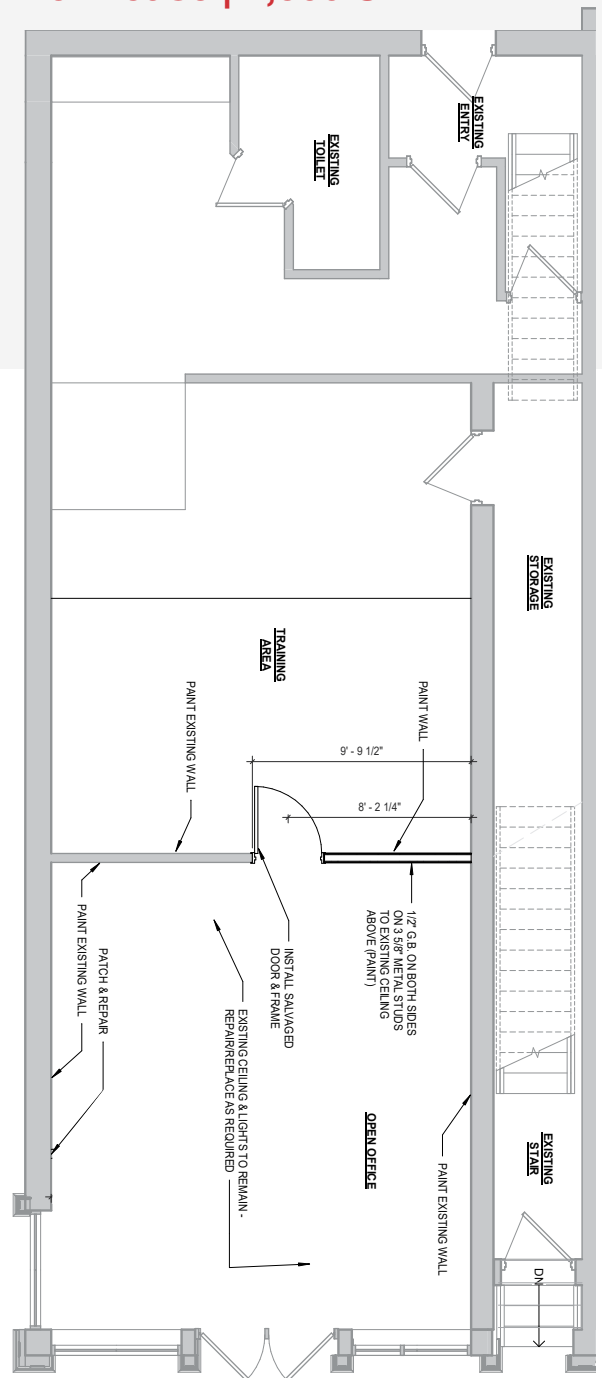 EXISTING
ENTRY
EXISTING
TOILET
EXISTING
STORAGE
TRAINING
AREA
PAINT EXISTING WALL
PAINT WALL
9' - 9 1/2"
8' - 2 1/4"
1/2" G.B. ON BOTH SIDES
ON 3 5/8" METAL STUDS
TO EXISTING CEILING
ABOVE (PAINT)
INSTALL SALVAGED
DOOR & FRAME
PATCH & REPAIR
PAINT EXISTING WALL
EXISTING CEILING & LIGHTS TO REMAIN -
REPAIR/REPLACE AS REQUIRED
OPEN OFFICE
PAINT EXISTING WALL
EXISTING
STAIR
DN